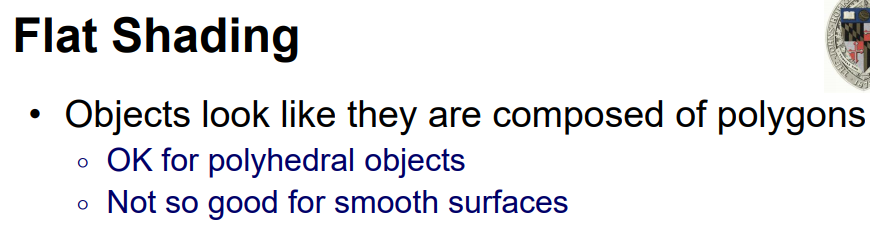 Flat Shading
• Objects look like they are composed of polygons
○ OK for polyhedral objects
○ Not so good for smooth surfaces